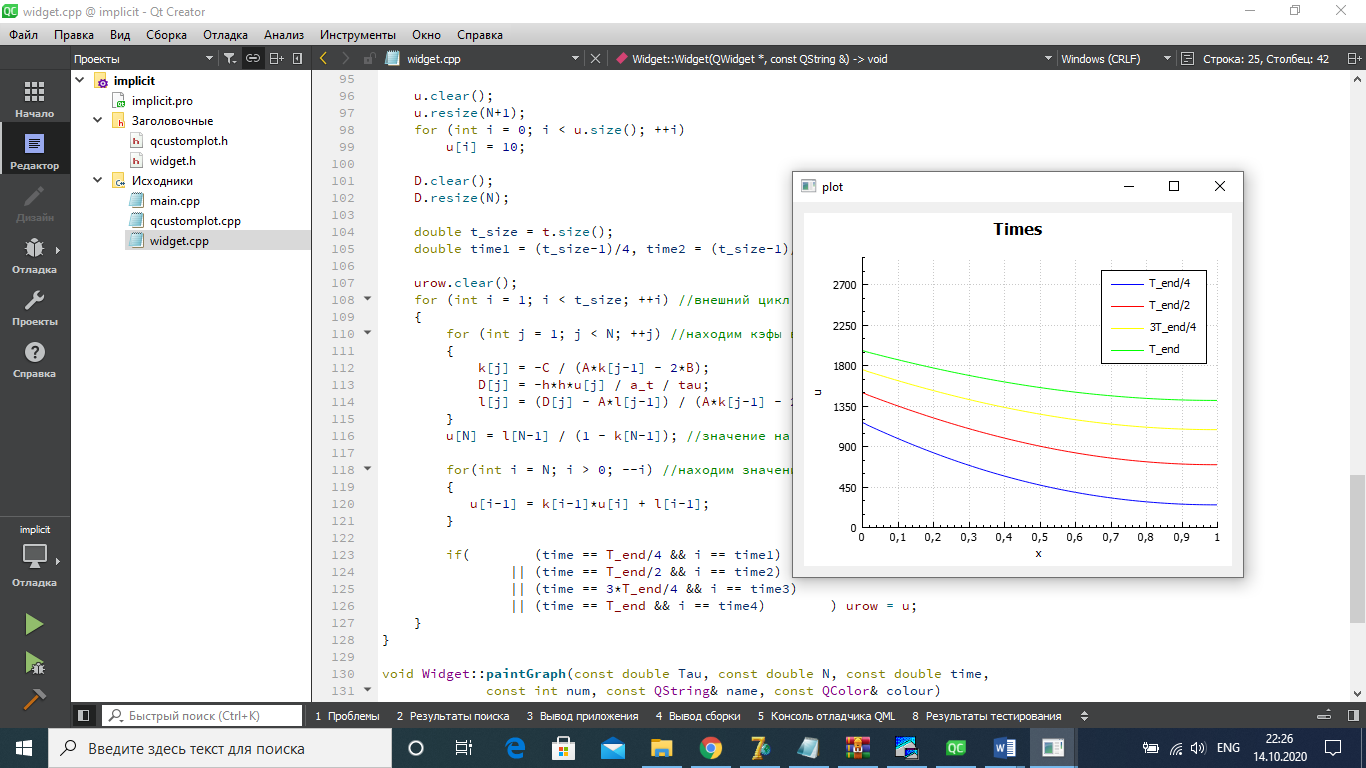 widget.cpp @ implicit - Qt Creator
Файл Правка Вид Сборка Отладка Анализ Инструменты Окно Справка
Проекты
widget.cpp
Widget::Widget(QWidget *, const QString &) -> void
Windows (CRLF)
Строка: 25, Столбец: 42
Начало
Редактор
Дизайн
Отладка
Проекты
Справка
implicit
Отладка
implicit
implicit.pro
Заголовочные
qcustomplot.h
widget.h
Исходники
main.cpp
qcustomplot.cpp
widget.cpp
95
96 u.clear();
97 u.resize(N+1);
98 for (int i = 0; i < u.size(); ++i)
99 u[i] = 10;
100
101 D.clear();
102 D.resize(N);
103
104 double t_size = t.size();
105 double time1 = (t_size-1)/4, time2 = (t_size-1)
106
107 urow.clear();
108 for (int i = 1; i < t_size; ++i) //внешний цикл
109 {
110 for (int j = 1; j < N; ++j) //находим кэфы
111 {
112 k[j] = -C / (A*k[j-1] - 2*B);
113 D[j] = -h*h*u[j] / a_t / tau;
114 l[j] = (D[j] - A*l[j-1]) / (A*k[j-1] -
115 }
116 u[N] = l[N-1] / (1 - k[N-1]); //значение на
117
118 for(int i = N; i > 0; --i) //находим
119 {
120 u[i-1] = k[i-1]*u[i] + l[i-1];
121 }
122
123 if( (time == T_end/4 && i == time1)
124 || (time == T_end/2 && i == time2)
125 || (time == 3*T_end/4 && i == time3)
126 || (time == T_end && i == time4) ) urow = u;
127 }
128 }
129
130 void Widget::paintGraph(const double Tau, const double N, const double time,
131 const int num, const QString& name, const QColor& colour)
plot
Times
T_end/4
T_end/2
3T_end/4
T_end
u
2700
2250
1800
1350
900
450
0
0 0,1 0,2 0,3 0,4 0,5 0,6 0,7 0,8 0,9 1
x
Быстрый поиск (Ctrl+K)
1 Проблемы 2 Результаты поиска 3 Вывод приложения 4 Вывод сборки 5 Консоль отладчика QML 8 Результаты тестирования
Введите здесь текст для поиска
ENG
22:26
14.10.2020